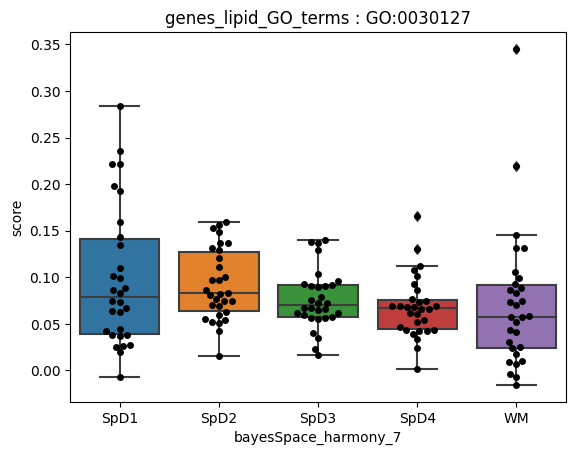 genes_lipid_GO_terms : GO:0030127
0.35
0.30
0.25
0.20
0.15
0.10
0.05
0.00
score
SpD1 SpD2 SpD3 SpD4 WM
bayesSpace_harmony_7